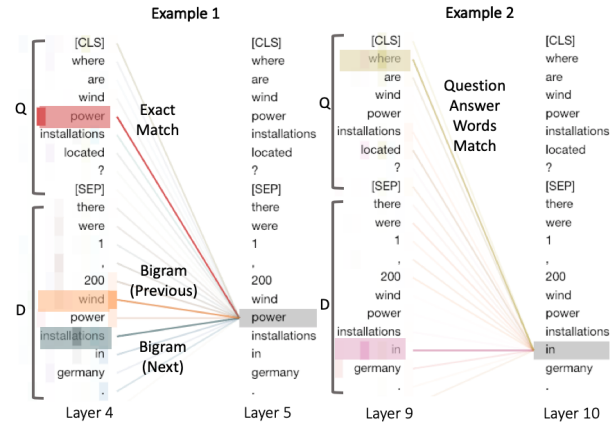 Example 1
Q
[CLS]
where
are
wind
power
installations
located
?
[SEP]
D
there
were
1
,
200
wind
power
installations
in
germany
.
Layer 4
Exact
Match
Bigram
(Previous)
Bigram
(Next)
[CLS]
where
are
wind
power
installations
located
?
[SEP]
there
were
1
,
200
wind
power
installations
in
germany
.
Layer 5
Example 2
Q
[CLS]
where
are
wind
power
installations
located
?
[SEP]
D
there
were
1
,
200
wind
power
installations
in
germany
.
Layer 9
Question
Answer
Words
Match
[CLS]
where
are
wind
power
installations
located
?
[SEP]
there
were
1
,
200
wind
power
installations
in
germany
.
Layer 10